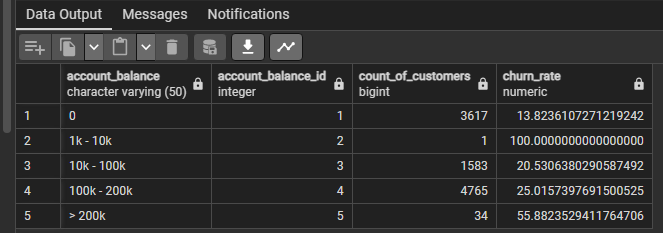 Data Output Messages Notifications
account_balance account_balance_id count_of_customers churn_rate
character varying (50) integer bigint numeric
1 0 1 3617 13.8236107271219242
2 1k - 10k 2 1 100.0000000000000000
3 10k - 100k 3 1583 20.5306380290587492
4 100k - 200k 4 4765 25.0157397691500525
5 > 200k 5 34 55.8823529411764706